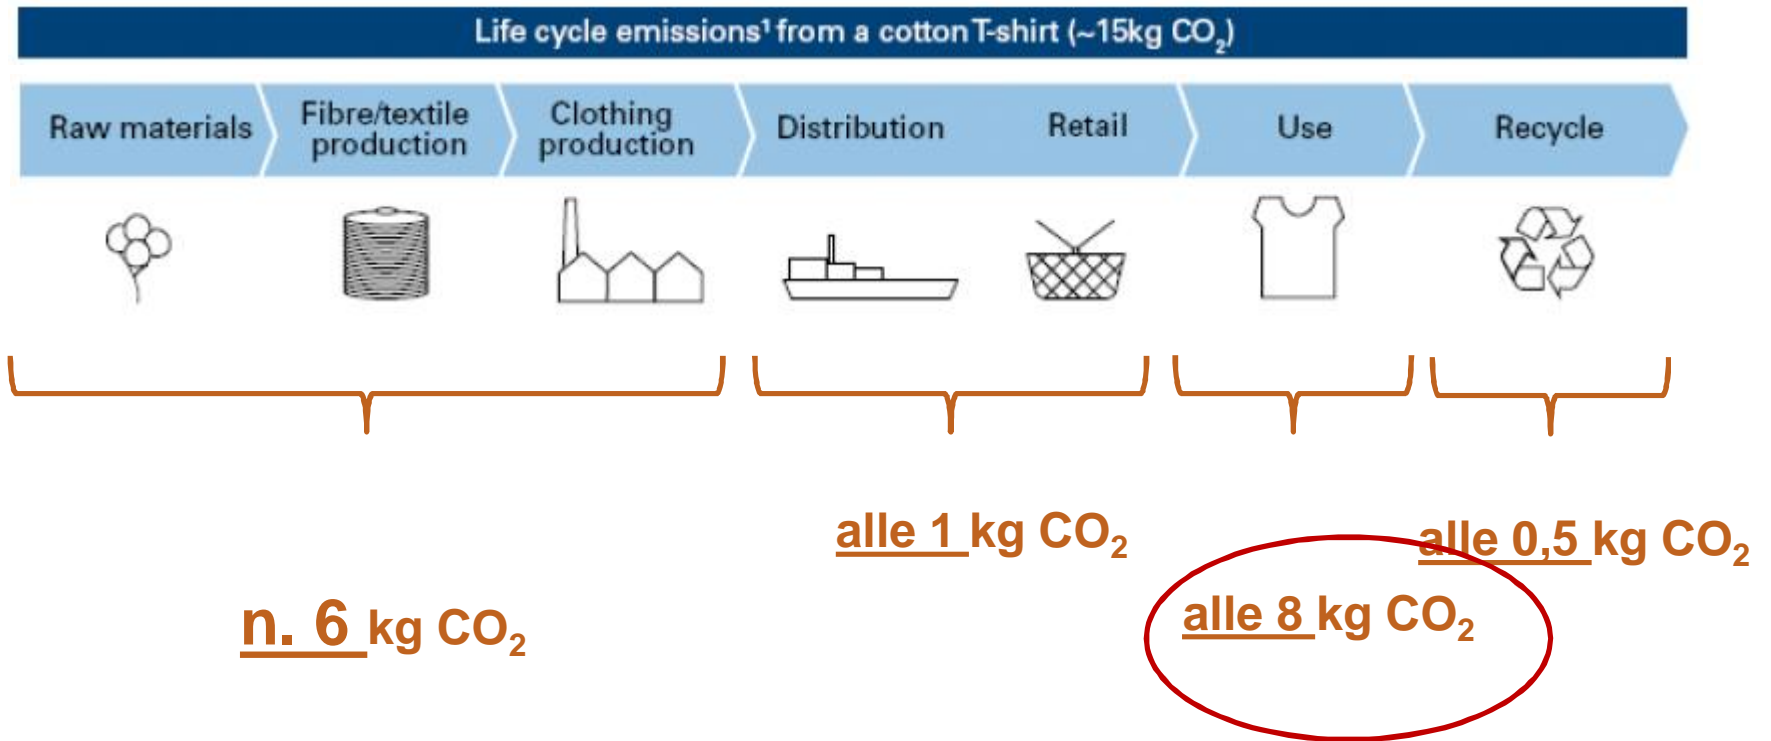 Life cycle emissions¹ from a cotton T-shirt (~15kg CO₂)
Raw materials
Fibre/textile
production
Clothing
production
Distribution
Retail
Use
Recycle
alle 1 kg CO₂
alle 0,5 kg CO₂
n. 6 kg CO₂
alle 8 kg CO₂